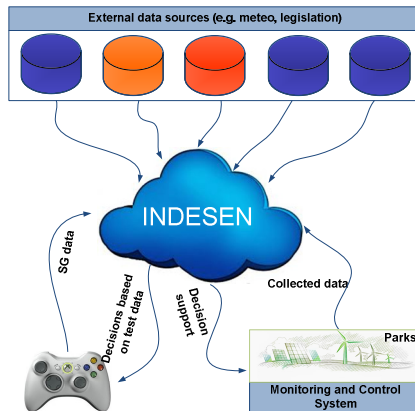 External data sources (e.g. meteo, legislation)
INDESEN
SG data
Decisions based
on test data
Decision
support
Collected data
Parks
Monitoring and Control
System